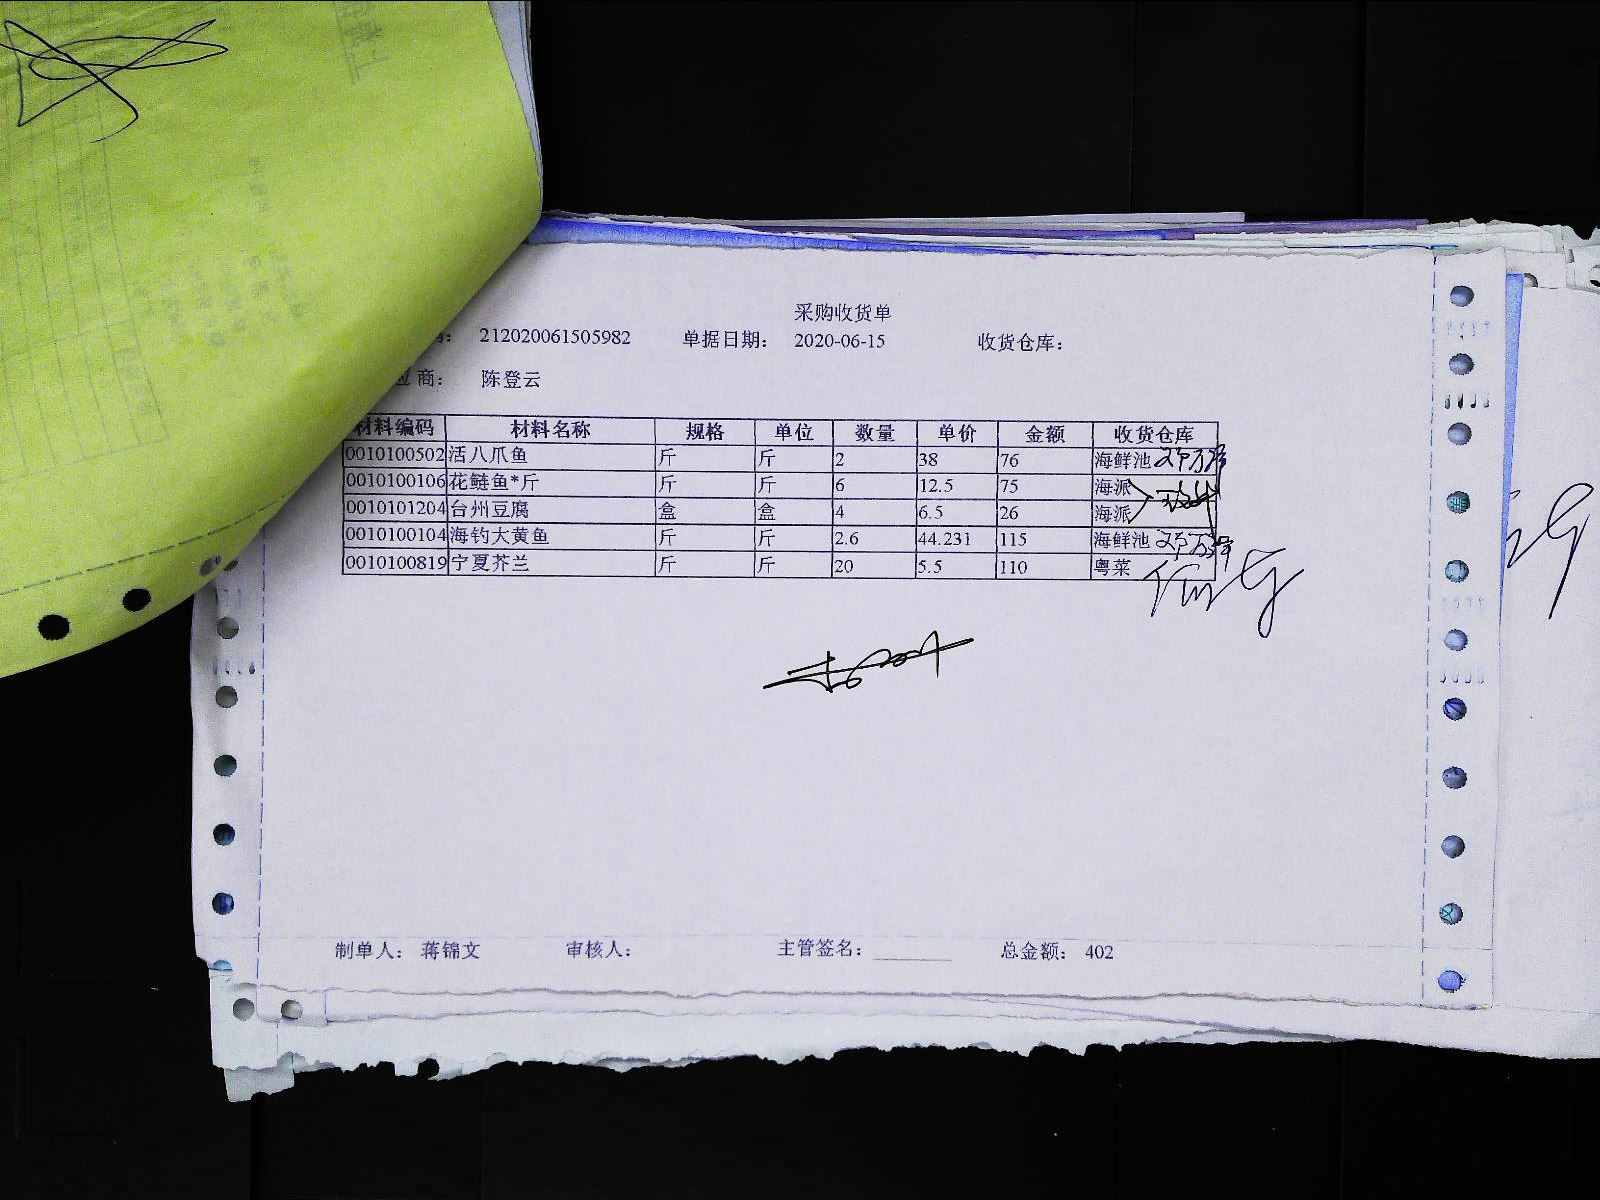 采购收货单
212020061505982 单据日期： 2020-06-15 收货仓库：
应商： 陈登云
材料编码 材料名称 规格 单位 数量 单价 金额 收货仓库
0010100502 活八爪鱼 斤 斤 2 38 76 海鲜池
0010100106 花鲢鱼*斤 斤 斤 6 12.5 75 海派
0010101204 台州豆腐 盒 盒 4 6.5 26 海派
0010100104 海钓大黄鱼 斤 斤 2.6 44.231 115 海鲜池
0010100819 宁夏芥兰 斤 斤 20 5.5 110 粤菜
制单人： 蒋锦文 审核人： 主管签名： 总金额： 402